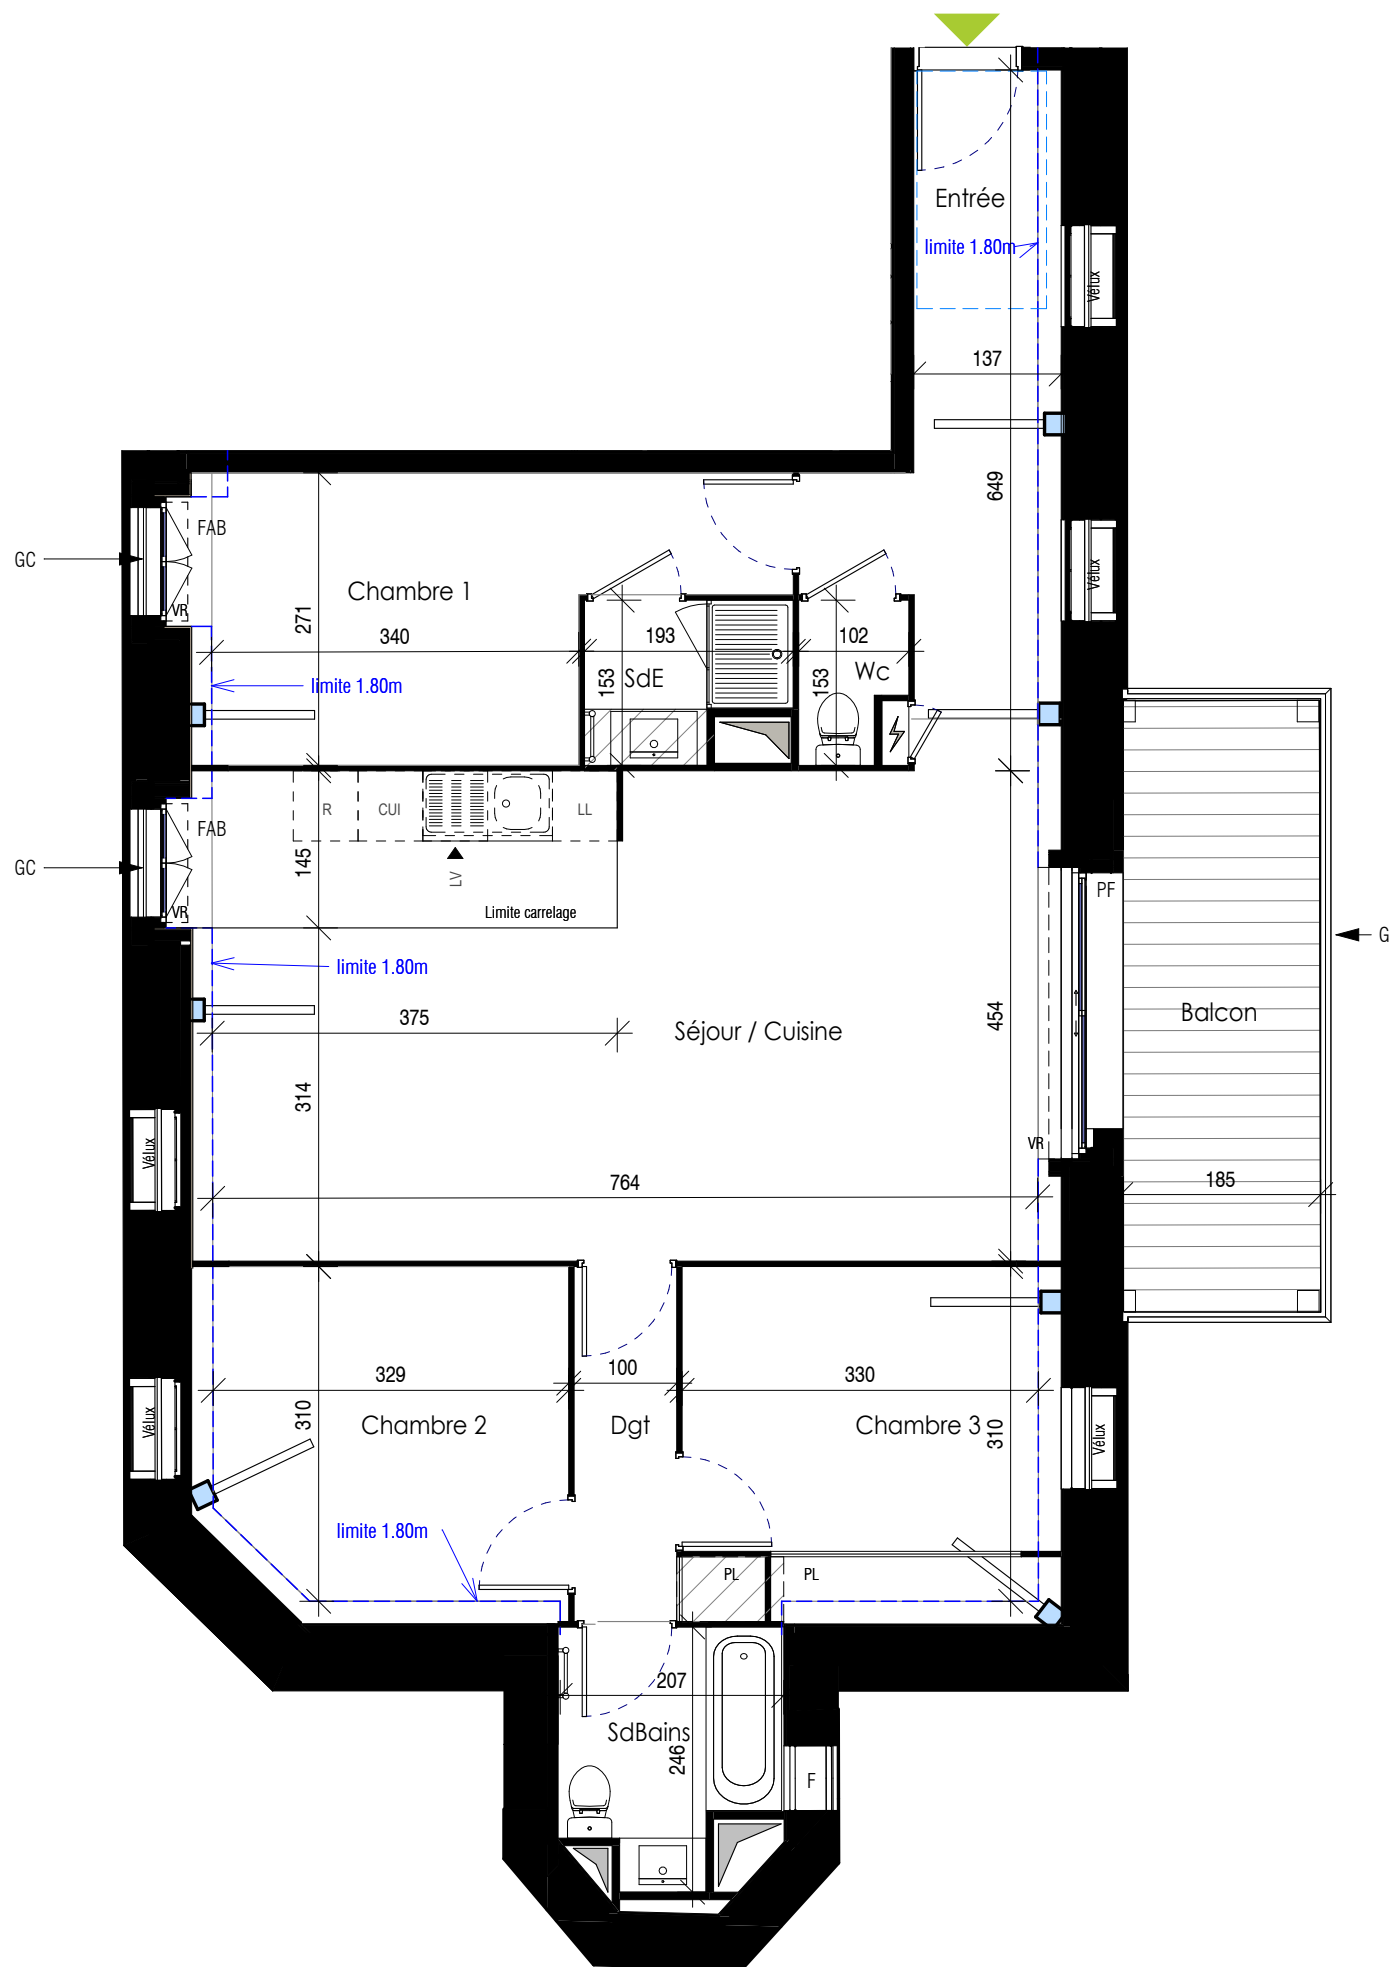 Entrée
limite 1.80m
Vélux
137
649
GC
FAB
VR
Chambre 1
271
340
limite 1.80m
193
153
SdE
102
153
Wc
Vélux
R
CUI
LL
LV
GC
FAB
VR
145
Limite carrelage
limite 1.80m
375
Séjour / Cuisine
454
PF
G
Balcon
314
Vélux
VR
764
185
329
100
330
310
Chambre 2
Dgt
Chambre 3
310
Vélux
Vélux
limite 1.80m
PL
PL
207
SdBains
246
F